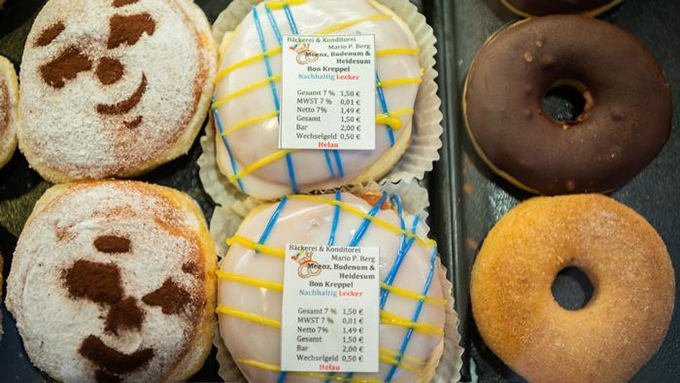 Bäckerei & Konditorei
Mario P. Berg
Meenz, Budenum &
Heidesum
Bon Kreppel
Nachhaltig Lecker
Gesamt 7 % 1,50 €
MWST 7 % 0,01 €
Netto 7% 1,49 €
Gesamt 1,50 €
Bar 2,00 €
Wechselgeld 0,50 €
Helau
Bäckerei & Konditorei
Mario P. Berg
Meenz, Budenum &
Heidesum
Bon Kreppel
Nachhaltig Lecker
Gesamt 7 % 1,50 €
MWST 7 % 0,01 €
Netto 7 % 1,49 €
Gesamt 1,50 €
Bar 2,00 €
Wechselgeld 0,50 €
Helau